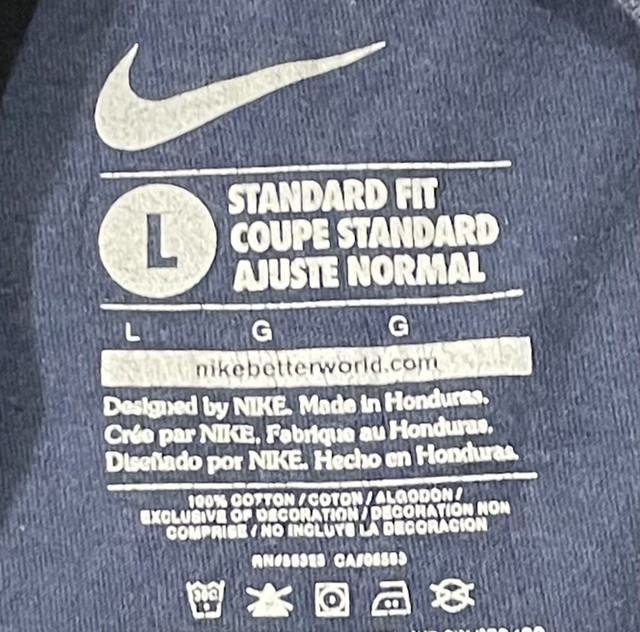 L
STANDARD FIT
COUPE STANDARD
AJUSTE NORMAL
L G G
nikebetterworld.com
Designed by NIKE. Made in Honduras.
Crée par NIKE. Fabrique au Honduras.
Diseñado por NIKE. Hecho en Honduras.
100% COTTON / COTON / ALGODON /
EXCLUSIVE OF DECORATION / DECORATION NON
COMPRISE / NO INCLUYE LA DECORACION